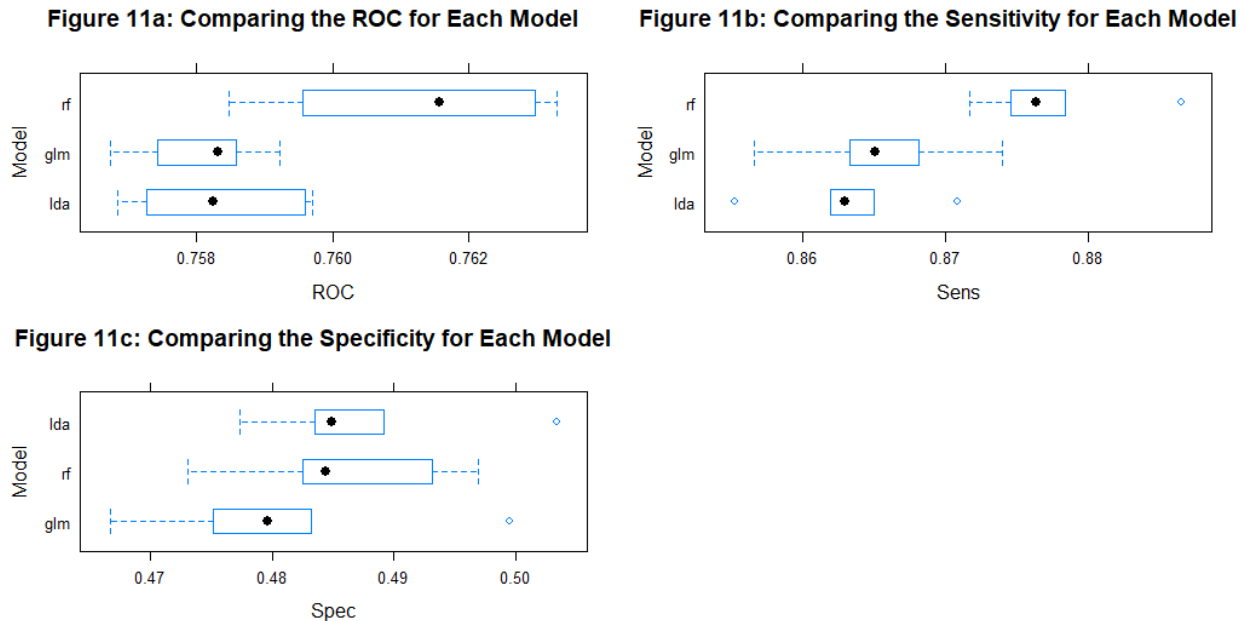 Figure 11a: Comparing the ROC for Each Model
rf
glm
lda
Model
0.758 0.760 0.762
ROC
Figure 11b: Comparing the Sensitivity for Each Model
rf
glm
lda
Model
0.86 0.87 0.88
Sens
Figure 11c: Comparing the Specificity for Each Model
lda
rf
glm
Model
0.47 0.48 0.49 0.50
Spec